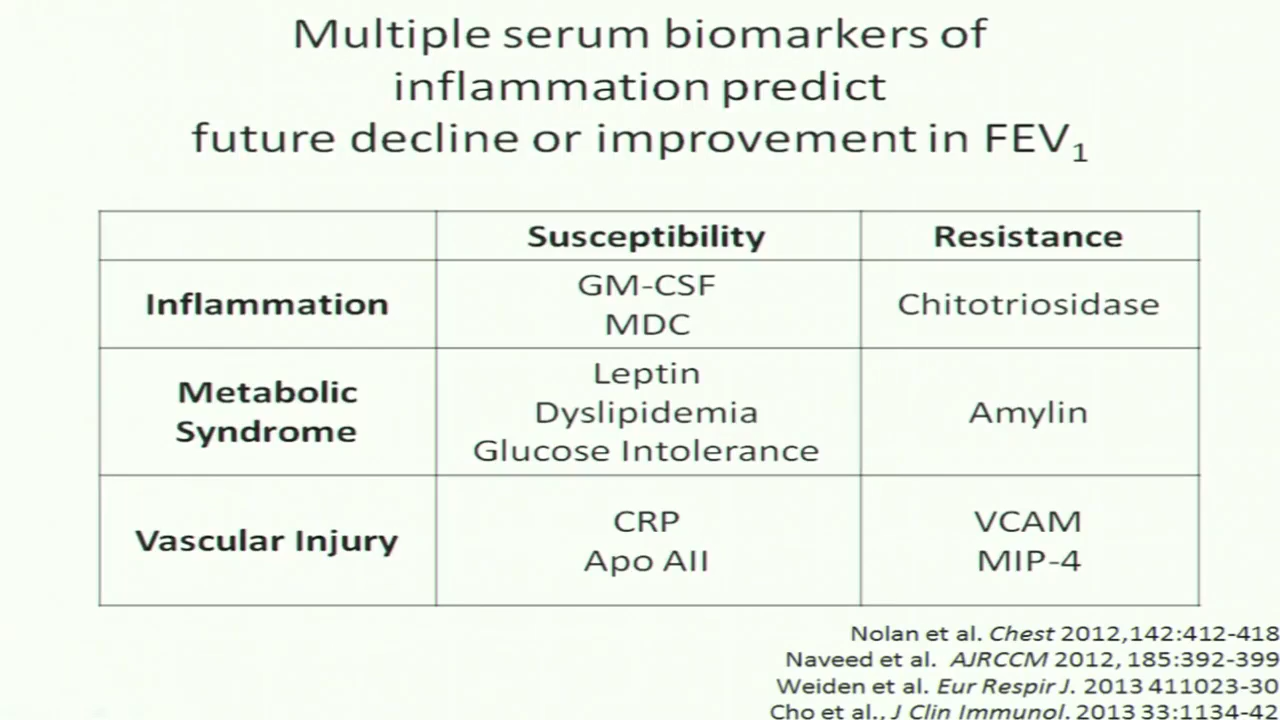 Multiple serum biomarkers of
inflammation predict
future decline or improvement in FEV1
Susceptibility
Resistance
Inflammation
GM-CSF
MDC
Chitotriosidase
Metabolic
Syndrome
Leptin
Dyslipidemia
Glucose Intolerance
Amylin
Vascular Injury
CRP
Apo AII
VCAM
MIP-4
Nolan et al. Chest 2012,142:412-418
Naveed et al. AJRCCM 2012, 185:392-399
Weiden et al. Eur Respir J. 2013 411023-30
Cho et al., J Clin Immunol. 2013 33:1134-42